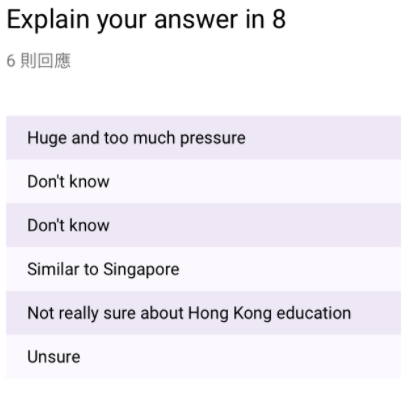 Explain your answer in 8
6 則回應
Huge and too much pressure
Don't know
Don't know
Similar to Singapore
Not really sure about Hong Kong education
Unsure